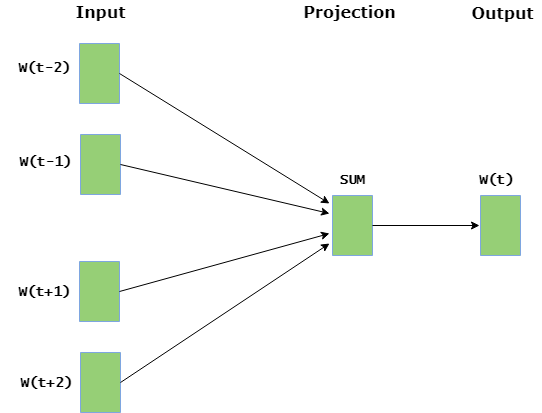 Input Projection Output
W(t-2)
W(t-1)
SUM W(t)
W(t+1)
W(t+2)